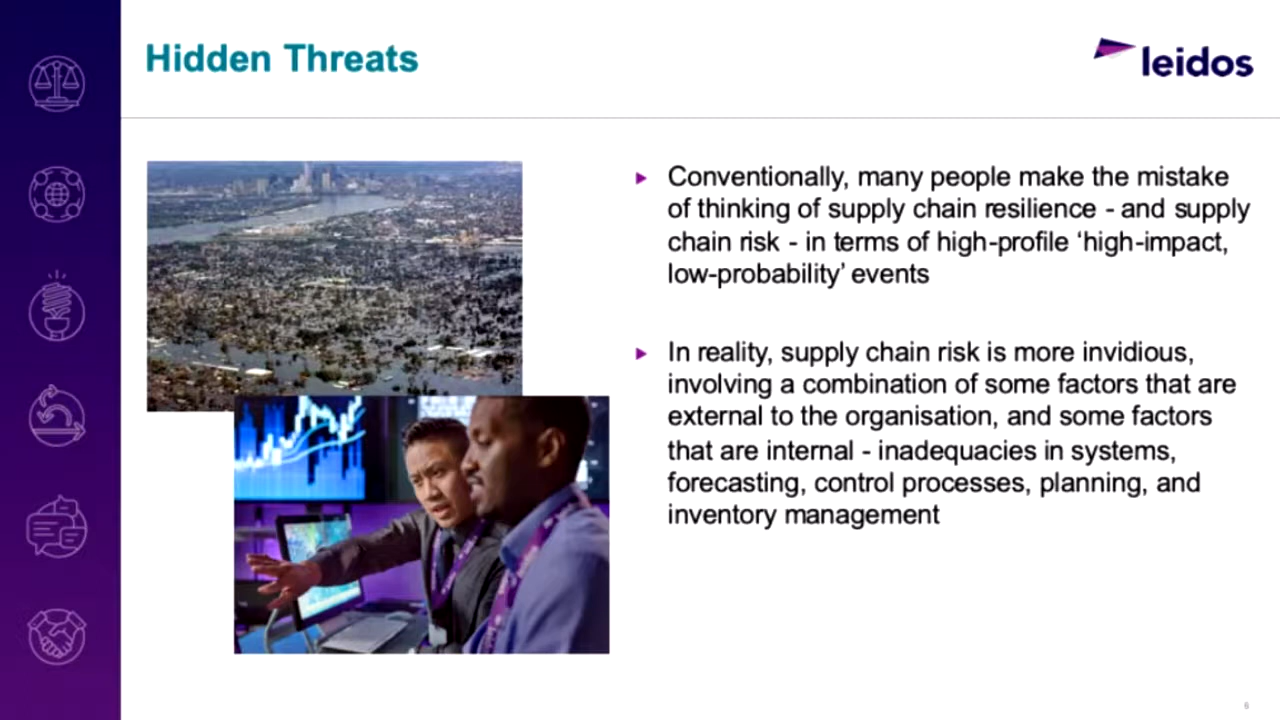 Hidden Threats
leidos
Conventionally, many people make the mistake
of thinking of supply chain resilience - and supply
chain risk - in terms of high-profile ‘high-impact,
low-probability’ events
In reality, supply chain risk is more invidious,
involving a combination of some factors that are
external to the organisation, and some factors
that are internal - inadequacies in systems,
forecasting, control processes, planning, and
inventory management
6